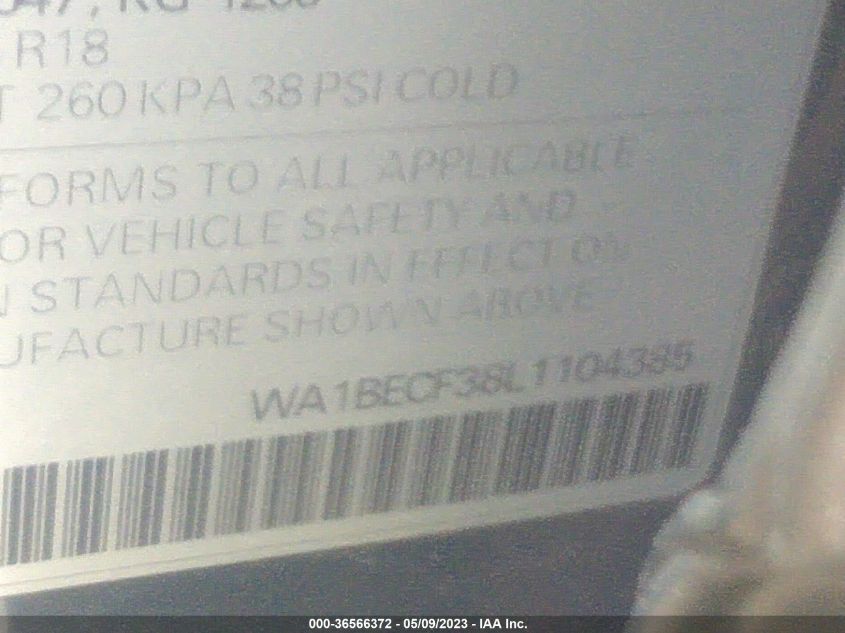 R18
260 KPA 38 PSI COLD
FORMS TO ALL APPLICABLE
OR VEHICLE SAFETY AND
STANDARDS IN EFFECT ON
UFACTURE SHOWN ABOVE
WA1BECF38L1104385
000-36566372 - 05/09/2023 - IAA Inc.